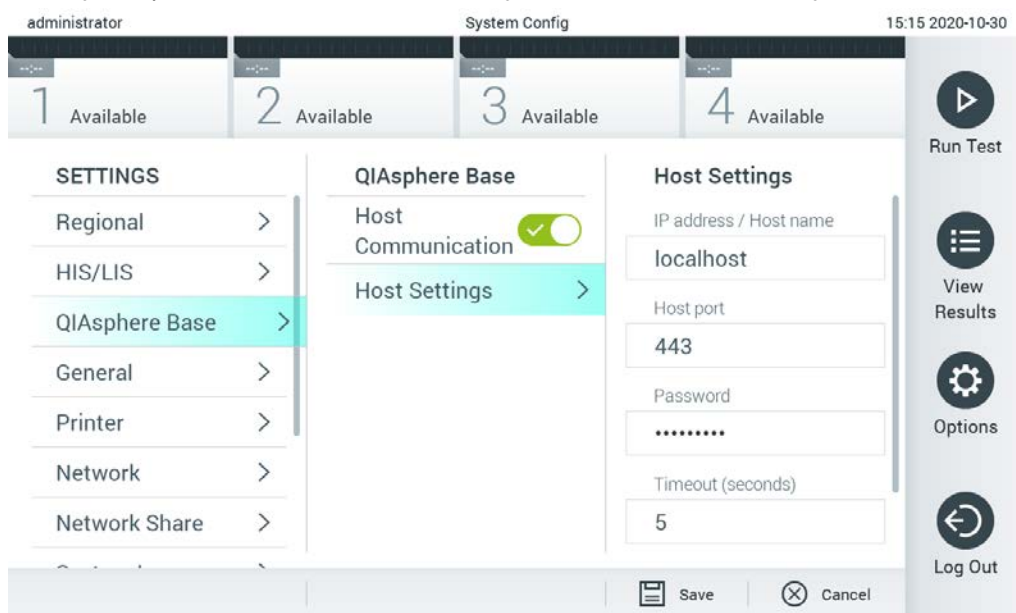 administrator
System Config
15:15 2020-10-30
--:--
--:--
--:--
--:--
1 Available
2 Available
3 Available
4 Available
Run Test
View
Results
Options
Log Out
SETTINGS
Regional
HIS/LIS
QIAsphere Base
General
Printer
Network
Network Share
QIAsphere Base
Host
Communication
Host Settings
Host Settings
IP address / Host name
localhost
Host port
443
Password
•••••••••
Timeout (seconds)
5
Save
Cancel